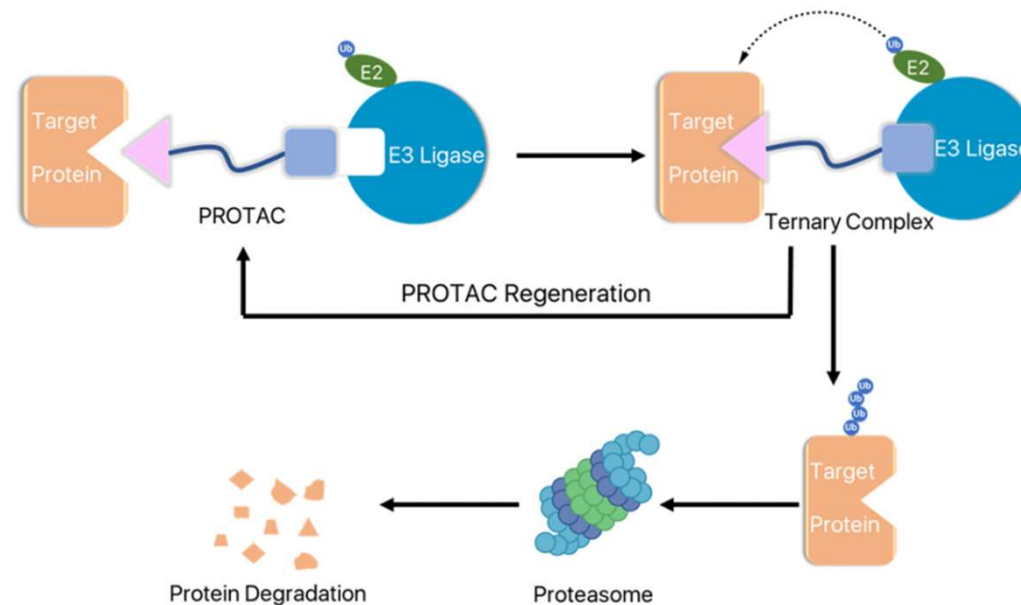 Ub
E2
Target
Protein
E3 Ligase
PROTAC
Ub
E2
Target
Protein
E3 Ligase
Ternary Complex
PROTAC Regeneration
Ub
Ub
Ub
Ub
Target
Protein
Protein Degradation
Proteasome